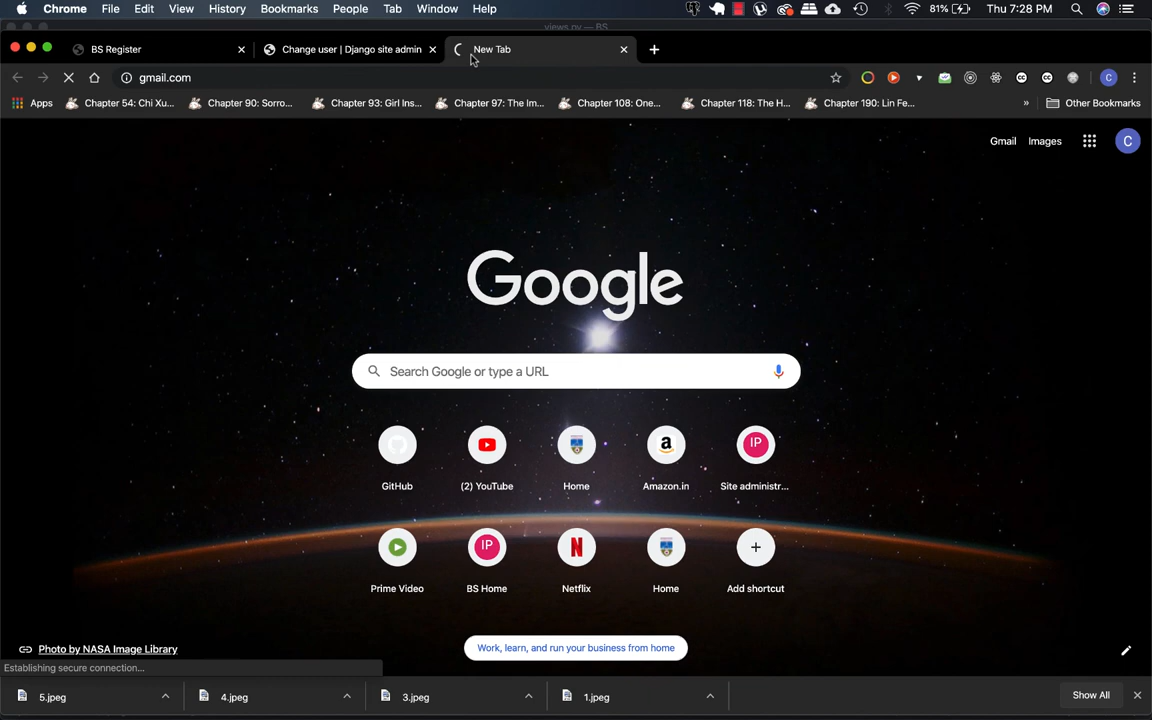 Chrome File Edit View History Bookmarks People Tab Window Help 81% Thu 7:28 PM
views.py — BS
BS Register Change user | Django site admin New Tab
gmail.com C
Apps Chapter 54: Chi Xu... Chapter 90: Sorro... Chapter 93: Girl Ins... Chapter 97: The Im... Chapter 108: One... Chapter 118: The H... Chapter 190: Lin Fe... » Other Bookmarks
Gmail Images C
Google
Search Google or type a URL
GitHub (2) YouTube Home Amazon.in Site administr...
IP
Prime Video BS Home Netflix Home Add shortcut
IP
Photo by NASA Image Library
Work, learn, and run your business from home
Establishing secure connection...
5.jpeg 4.jpeg 3.jpeg 1.jpeg Show All